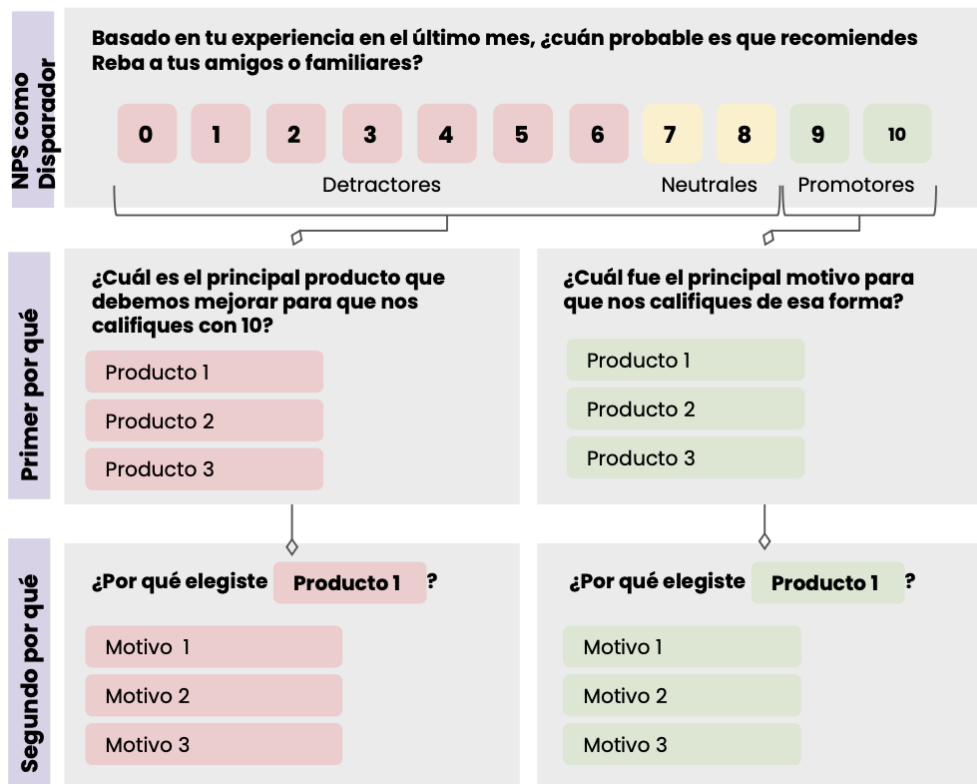 NPS como
Disparador
Basado en tu experiencia en el último mes, ¿cuán probable es que recomiendes
Reba a tus amigos o familiares?
0 1 2 3 4 5 6 7 8 9 10
Detractores Neutrales Promotores
Primer por qué
¿Cuál es el principal producto que
debemos mejorar para que nos
califiques con 10?
Producto 1
Producto 2
Producto 3
¿Cuál fue el principal motivo para
que nos califiques de esa forma?
Producto 1
Producto 2
Producto 3
Segundo por qué
¿Por qué elegiste Producto 1 ?
Motivo 1
Motivo 2
Motivo 3
¿Por qué elegiste Producto 1 ?
Motivo 1
Motivo 2
Motivo 3